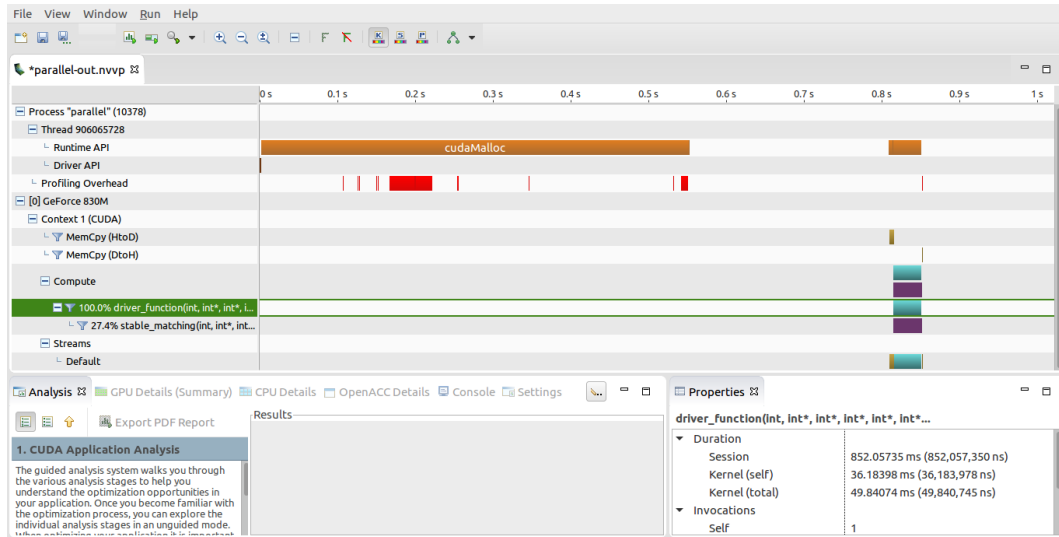 File View Window Run Help
*parallel-out.nvvp
0 s 0.1 s 0.2 s 0.3 s 0.4 s 0.5 s 0.6 s 0.7 s 0.8 s 0.9 s 1 s
Process "parallel" (10378)
Thread 906065728
Runtime API
cudaMalloc
Driver API
Profiling Overhead
[0] GeForce 830M
Context 1 (CUDA)
MemCpy (HtoD)
MemCpy (DtoH)
Compute
100.0% driver_function(int, int*, int*, i...
27.4% stable_matching(int, int*, int...
Streams
Default
Analysis GPU Details (Summary) CPU Details OpenACC Details Console Settings
Export PDF Report
Results
1. CUDA Application Analysis
The guided analysis system walks you through
the various analysis stages to help you
understand the optimization opportunities in
your application. Once you become familiar with
the optimization process, you can explore the
individual analysis stages in an unguided mode.
When optimizing your application it is important
Properties
driver_function(int, int*, int*, int*, int*, int*...
Duration
Session 852.05735 ms (852,057,350 ns)
Kernel (self) 36.18398 ms (36,183,978 ns)
Kernel (total) 49.84074 ms (49,840,745 ns)
Invocations
Self 1